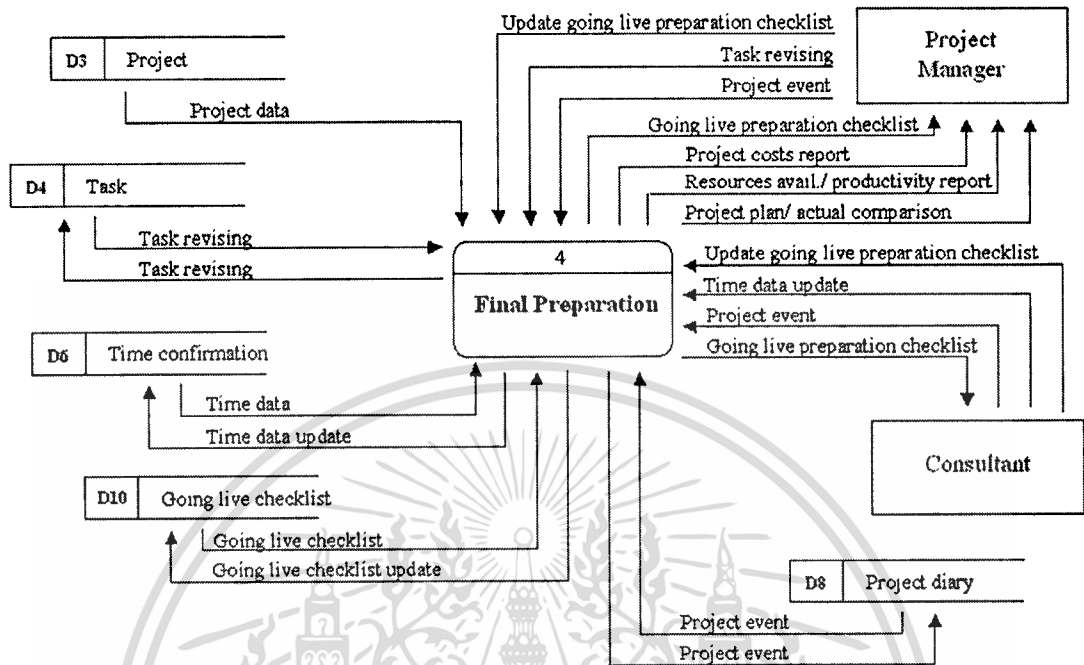 Update going live preparation checklist
Task revising
Project event
Project
Manager
D3 Project
Project data
Going live preparation checklist
Project costs report
Resources avail./ productivity report
Project plan/ actual comparison
D4 Task
Task revising
Task revising
4
Final Preparation
Update going live preparation checklist
Time data update
Project event
Going live preparation checklist
D6 Time confirmation
Time data
Time data update
Consultant
D10 Going live checklist
Going live checklist
Going live checklist update
D8 Project diary
Project event
Project event